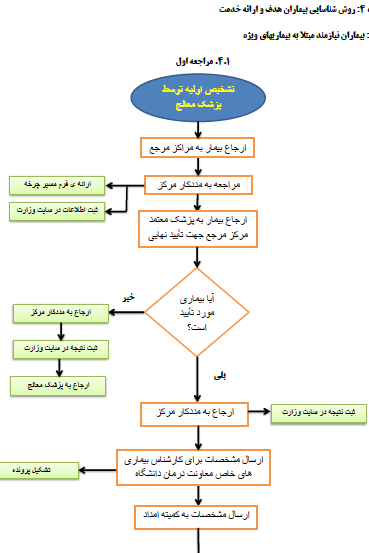 ۴: روش شناسایی بیماران هدف و ارائه خدمت
: بیماران نیازمند مبتلا به بیماریهای ویژه
۴.۱. مراجعه اول
تشخیص اولیه توسط
پزشک معالج
ارجاع بیمار به مراکز مرجع
مراجعه به مددکار مرکز
ارائه ی فرم مسیر چرخه
ثبت اطلاعات در سایت وزارت
ارجاع بیمار به پزشک معتمد
مرکز مرجع جهت تأیید نهایی
آیا بیماری
مورد تأیید
است؟
خیر
ارجاع به مددکار مرکز
ثبت نتیجه در سایت وزارت
ارجاع به پزشک معالج
بلی
ارجاع به مددکار مرکز
ثبت نتیجه در سایت وزارت
ارسال مشخصات برای کارشناس بیماری
های خاص معاونت درمان دانشگاه
تشکیل پرونده
ارسال مشخصات به کمیته امداد